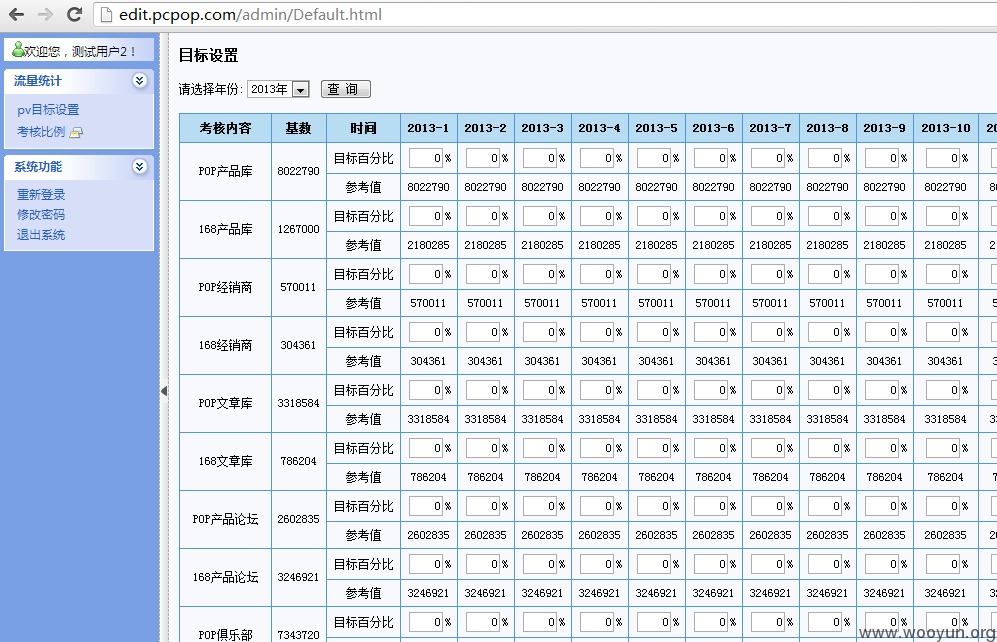 edit.pcpop.com/admin/Default.html
欢迎您，测试用户2！
流量统计
pv目标设置
考核比例
系统功能
重新登录
修改密码
退出系统
目标设置
请选择年份: 2013年 查 询
考核内容 基数 时间 2013-1 2013-2 2013-3 2013-4 2013-5 2013-6 2013-7 2013-8 2013-9 2013-10 20
POP产品库 8022790 目标百分比 0 % 0 % 0 % 0 % 0 % 0 % 0 % 0 % 0 % 0 %
参考值 8022790 8022790 8022790 8022790 8022790 8022790 8022790 8022790 8022790 8022790 8
168产品库 1267000 目标百分比 0 % 0 % 0 % 0 % 0 % 0 % 0 % 0 % 0 % 0 %
参考值 2180285 2180285 2180285 2180285 2180285 2180285 2180285 2180285 2180285 2180285 2
POP经销商 570011 目标百分比 0 % 0 % 0 % 0 % 0 % 0 % 0 % 0 % 0 % 0 %
参考值 570011 570011 570011 570011 570011 570011 570011 570011 570011 570011 5
168经销商 304361 目标百分比 0 % 0 % 0 % 0 % 0 % 0 % 0 % 0 % 0 % 0 %
参考值 304361 304361 304361 304361 304361 304361 304361 304361 304361 304361 3
POP文章库 3318584 目标百分比 0 % 0 % 0 % 0 % 0 % 0 % 0 % 0 % 0 % 0 %
参考值 3318584 3318584 3318584 3318584 3318584 3318584 3318584 3318584 3318584 3318584 3
168文章库 786204 目标百分比 0 % 0 % 0 % 0 % 0 % 0 % 0 % 0 % 0 % 0 %
参考值 786204 786204 786204 786204 786204 786204 786204 786204 786204 786204 7
POP产品论坛 2602835 目标百分比 0 % 0 % 0 % 0 % 0 % 0 % 0 % 0 % 0 % 0 %
参考值 2602835 2602835 2602835 2602835 2602835 2602835 2602835 2602835 2602835 2602835 2
168产品论坛 3246921 目标百分比 0 % 0 % 0 % 0 % 0 % 0 % 0 % 0 % 0 % 0 %
参考值 3246921 3246921 3246921 3246921 3246921 3246921 3246921 3246921 3246921 3246921 3
POP俱乐部 7343720 目标百分比 0 % 0 % 0 % 0 % 0 % 0 % 0 % 0 % 0 % 0 %
www.wooyun.org